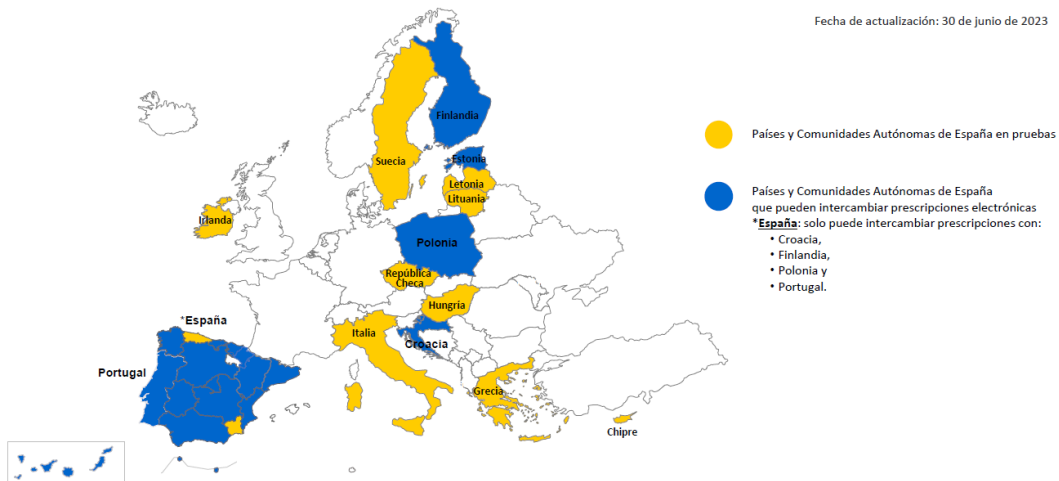 Fecha de actualización: 30 de junio de 2023
Finlandia
Países y Comunidades Autónomas de España en pruebas
Suecia
Estonia
Letonia
Lituania
Países y Comunidades Autónomas de España
que pueden intercambiar prescripciones electrónicas
*España: solo puede intercambiar prescripciones con:
• Croacia,
• Finlandia,
• Polonia y
• Portugal.
Irlanda
Polonia
República
Checa
Hungría
*España
Italia
Croacia
Portugal
Grecia
Chipre